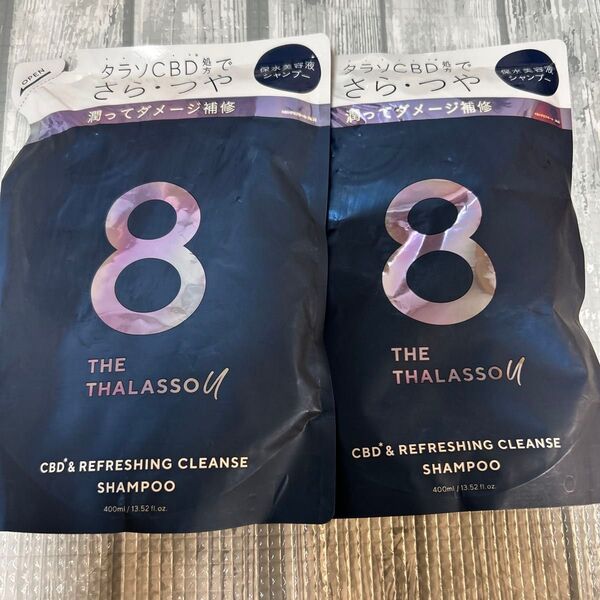 OPEN
タラソCBD処方で
さら・つや
保水美容液
シャンプー
潤ってダメージ補修
8
THE
THALASSO u
CBD* & REFRESHING CLEANSE
SHAMPOO
400ml / 13.52 fl.oz.
タラソCBD処方で
さら・つや
保水美容液
シャンプー
潤ってダメージ補修
8
THE
THALASSO u
CBD* & REFRESHING CLEANSE
SHAMPOO
400ml / 13.52 fl.oz.